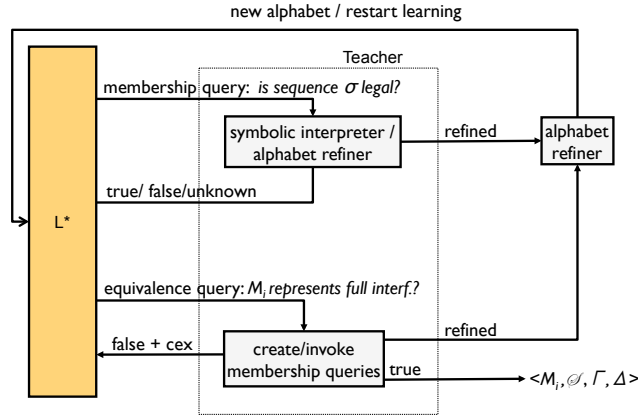 new alphabet / restart learning
Teacher
membership query: is sequence σ legal?
symbolic interpreter /
alphabet refiner
refined
alphabet
refiner
true/ false/unknown
L*
equivalence query: Mi represents full interf.?
refined
false + cex
create/invoke
membership queries
true
<Mi, 𝒮, Γ, Δ>